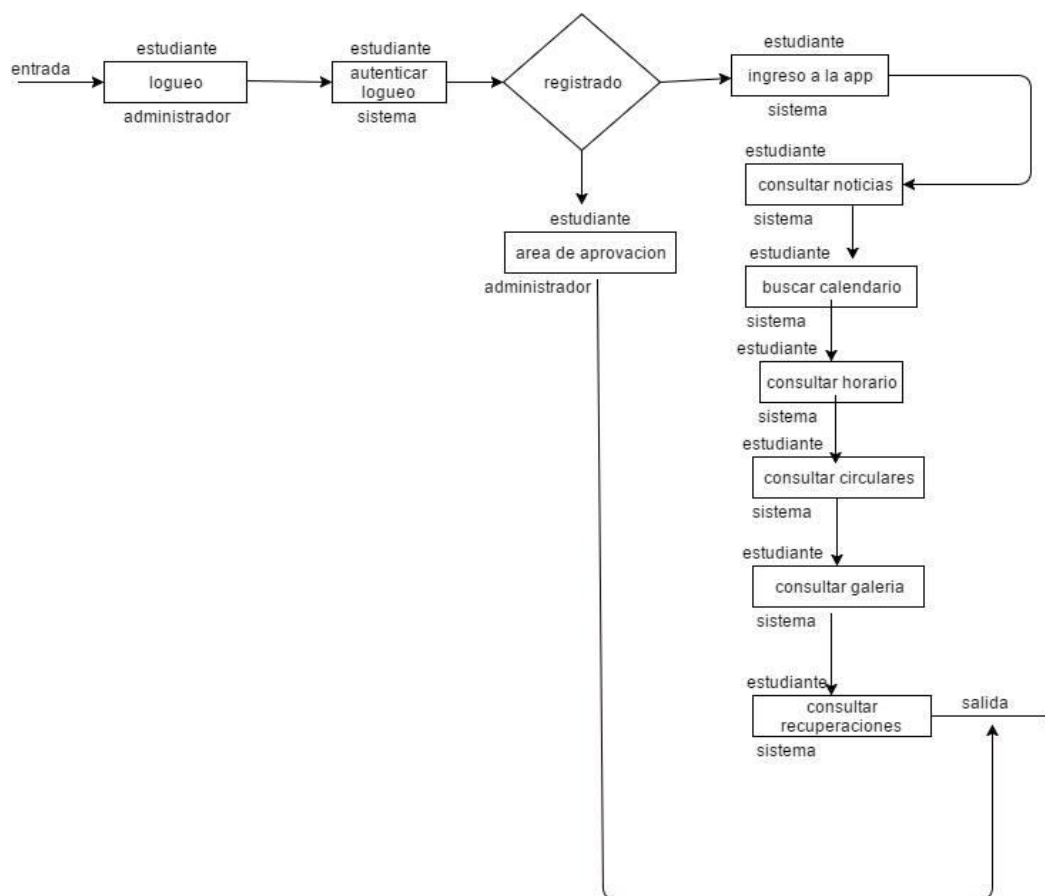 entrada
estudiante
logueo
administrador
estudiante
autenticar
logueo
sistema
registrado
estudiante
ingreso a la app
sistema
estudiante
consultar noticias
sistema
estudiante
area de aprovacion
administrador
estudiante
buscar calendario
sistema
estudiante
consultar horario
sistema
estudiante
consultar circulares
sistema
estudiante
consultar galeria
sistema
estudiante
consultar
recuperaciones
sistema
salida